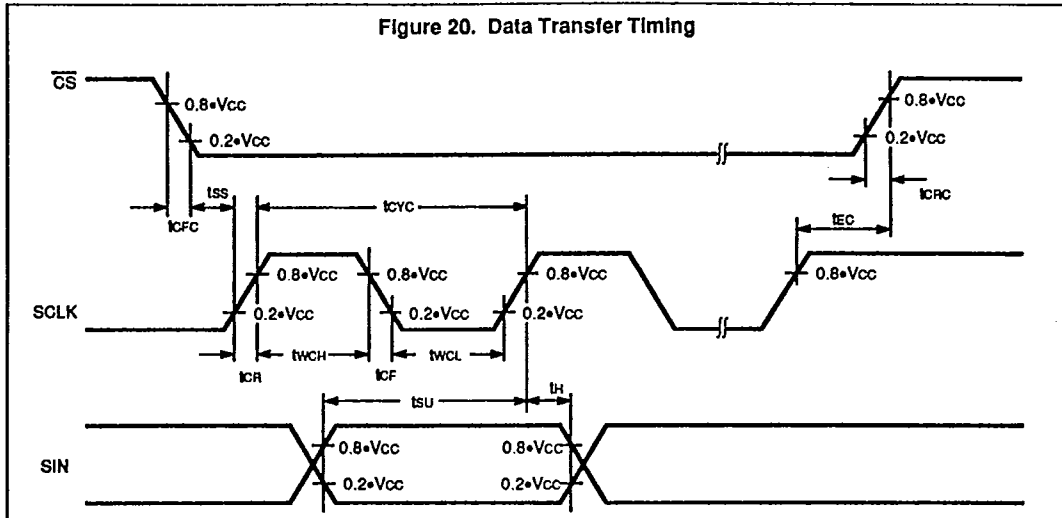 Figure 20. Data Transfer Timing
CS
0.8•VCC
0.8•VCC
0.2•VCC
0.2•VCC
tSS
tCRC
tCFC
tCYC
tEC
0.8•VCC
0.8•VCC
0.8•VCC
0.8•VCC
SCLK
0.2•VCC
0.2•VCC
0.2•VCC
tCR
tWCH
tCF
tWCL
tSU
tH
0.8•VCC
0.8•VCC
SIN
0.2•VCC
0.2•VCC